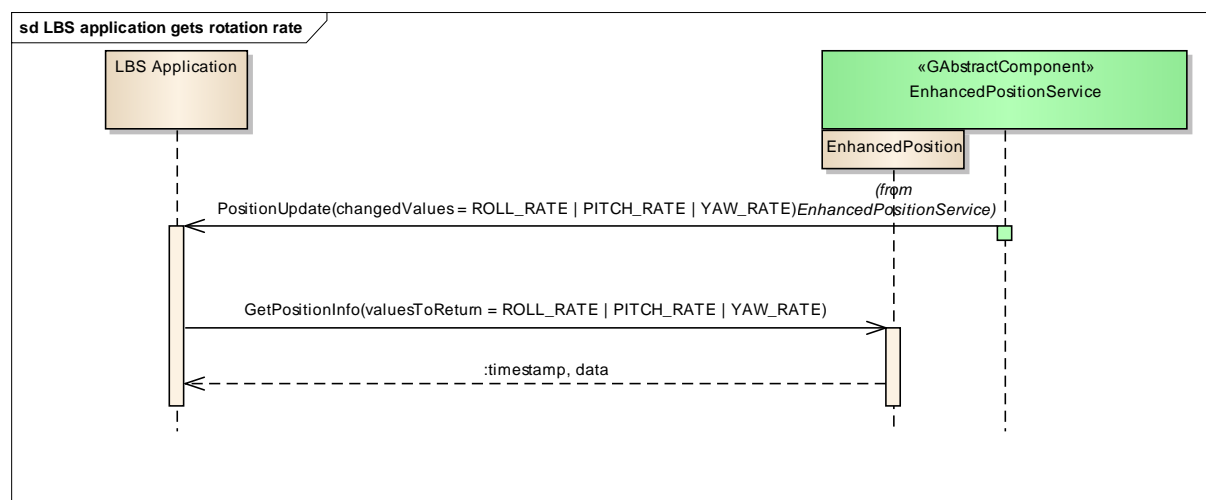 sd LBS application gets rotation rate
LBS Application
«GAbstractComponent»
EnhancedPositionService
EnhancedPosition
(from
EnhancedPositionService)
PositionUpdate(changedValues = ROLL_RATE | PITCH_RATE | YAW_RATE)
GetPositionInfo(valuesToReturn = ROLL_RATE | PITCH_RATE | YAW_RATE)
:timestamp, data